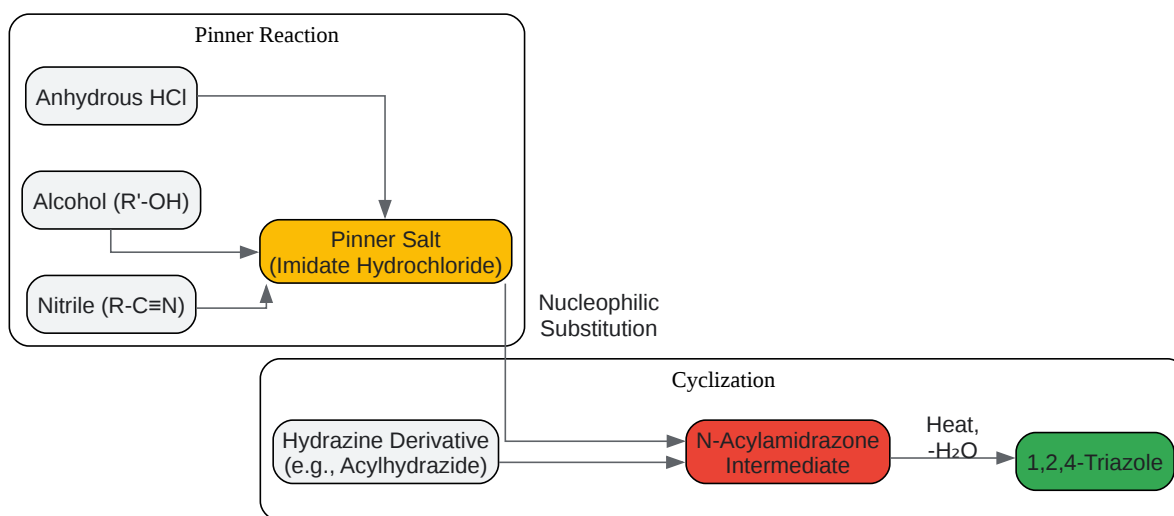 Pinner Reaction
Anhydrous HCl
Alcohol (R'-OH)
Pinner Salt
(Imidate Hydrochloride)
Nitrile (R-C≡N)
Nucleophilic
Substitution
Cyclization
Hydrazine Derivative
(e.g., Acylhydrazide)
N-Acylamidrazone
Intermediate
Heat,
-H₂O
1,2,4-Triazole